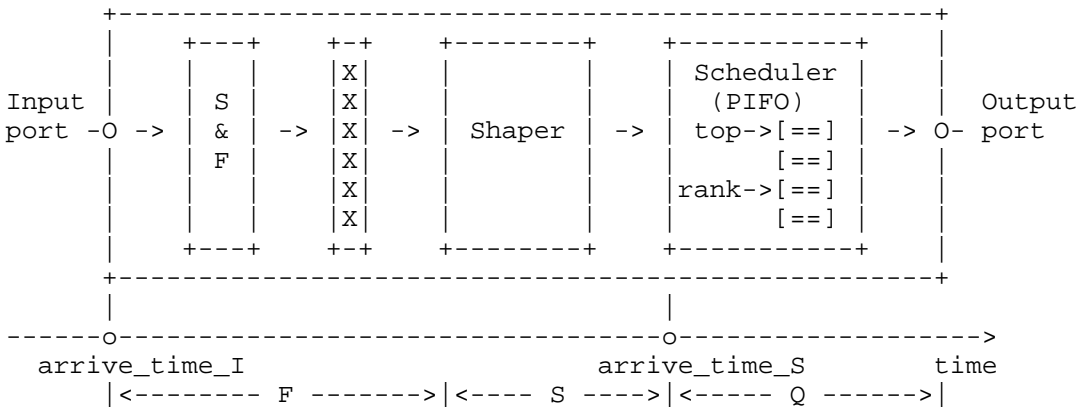 +---------------------------------------------------------+
|     +---+     +-+     +--------+     +-----------+     |
|     |   |     |X|     |        |     | Scheduler |     |
Input |     | S |     |X|     |        |     |  (PIFO)   |     | Output
port -O ->  | & | ->  |X| ->  | Shaper | ->  | top->[==] | ->  O- port
|     | F |     |X|     |        |     |      [==] |     |
|     |   |     |X|     |        |     |rank->[==] |     |
|     |   |     |X|     |        |     |      [==] |     |
|     +---+     +-+     +--------+     +-----------+     |
+---------------------------------------------------------+
|                                      |
------o--------------------------------------o-------------------->
arrive_time_I                        arrive_time_S        time
|<-------- F ------->|<---- S ---->|<----- Q ------>|